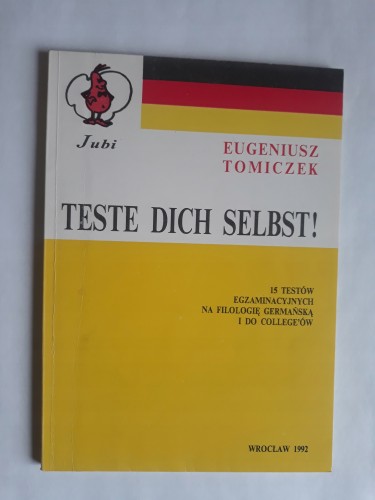 Jubi
EUGENIUSZ
TOMICZEK
TESTE DICH SELBST!
15 TESTÓW
EGZAMINACYJNYCH
NA FILOLOGIĘ GERMAŃSKĄ
I DO COLLEGE'ÓW
WROCŁAW 1992